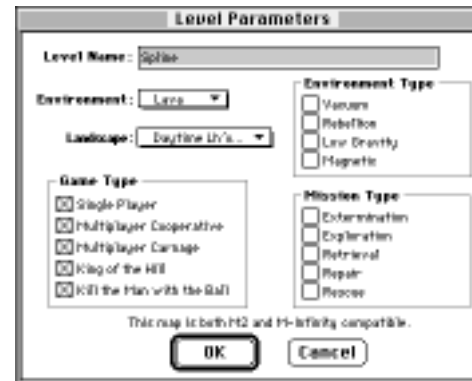 Level Parameters
Level Name: Spline
Environment: Lava
Landscape: Daytime Lh's...
Environment Type
Vacuum
Rebellion
Low Gravity
Magnetic
Game Type
Single Player
Multiplayer Cooperative
Multiplayer Carnage
King of the Hill
Kill the Man with the Ball
Mission Type
Extermination
Exploration
Retrieval
Repair
Rescue
This map is both M2 and M-Infinity compatible.
OK
Cancel